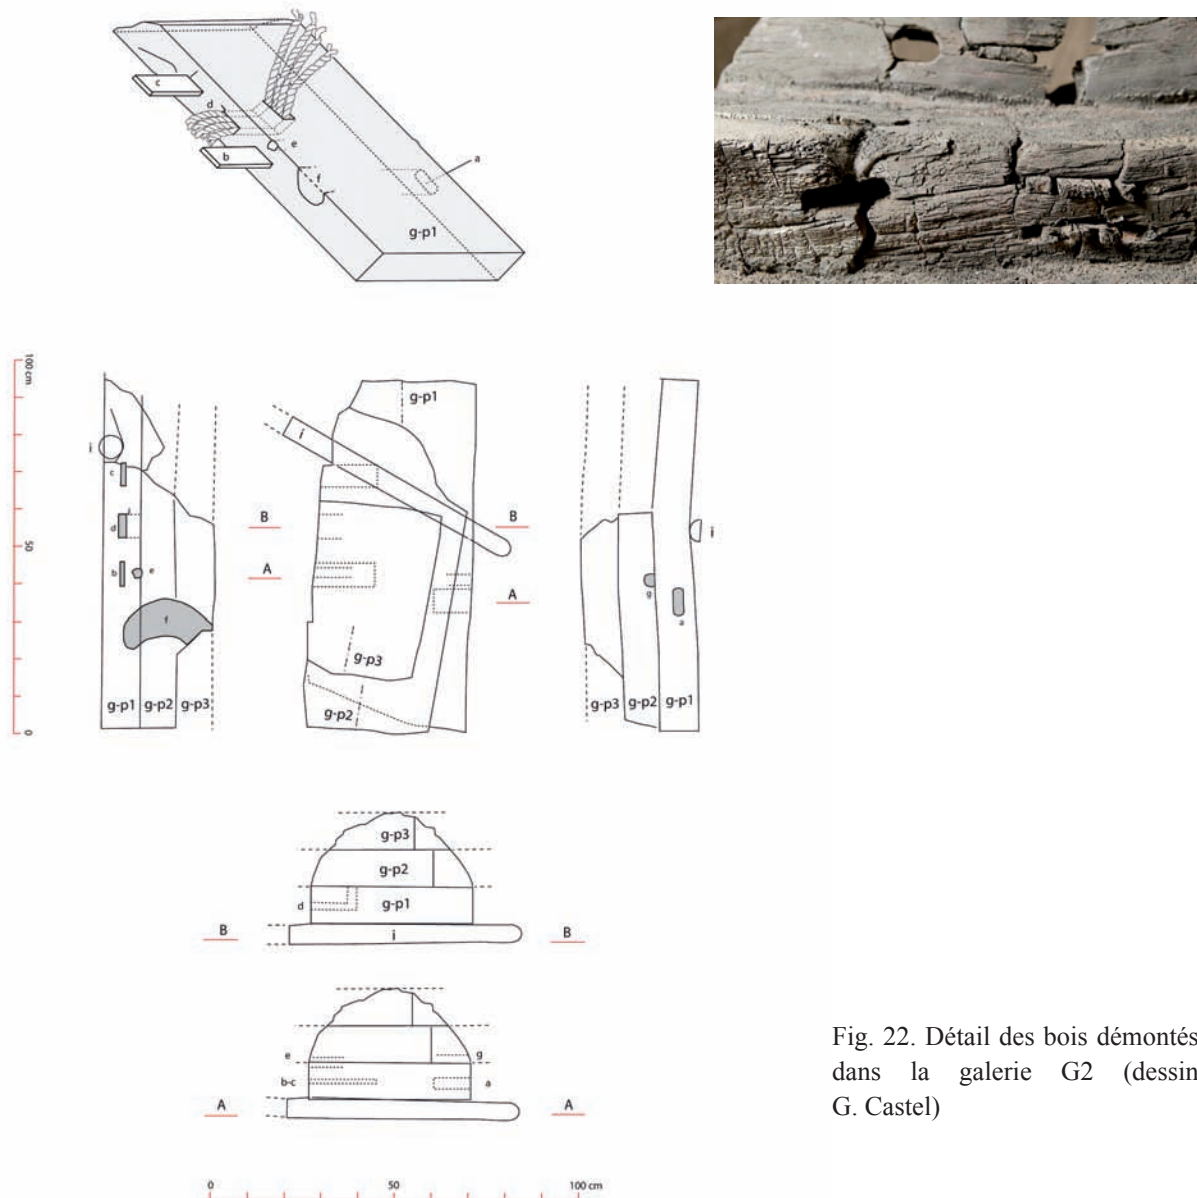 c
d
b
e
f
a
g-p1
100 cm
50
0
i
c
d
b
e
f
g-p1 g-p2 g-p3
B
A
g-p1
i
B
A
g-p3
g-p2
i
g
a
g-p3 g-p2 g-p1
g-p3
g-p2
d
g-p1
B
i
B
e
g
b-c
a
A
A
0
50
100 cm
Fig. 22. Détail des bois démontés
dans la galerie G2 (dessin
G. Castel)